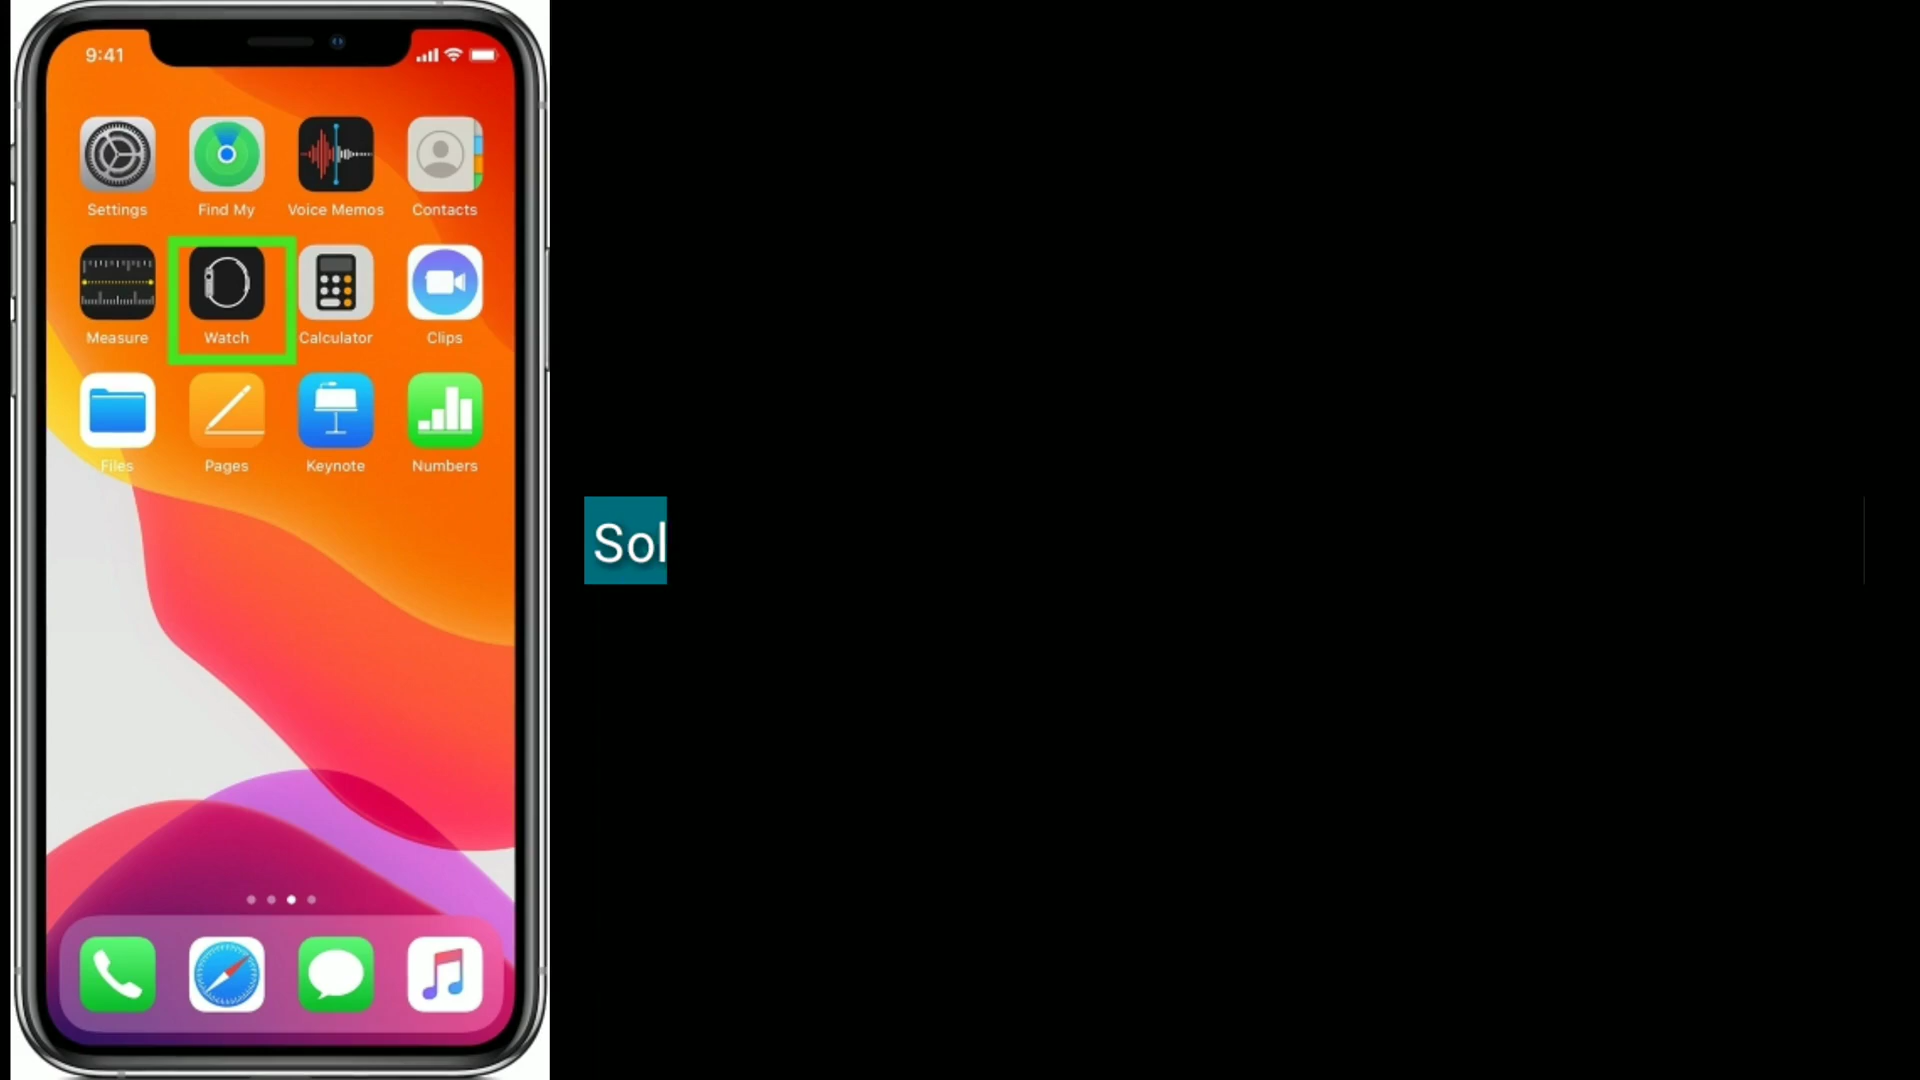 9:41
Settings Find My Voice Memos Contacts
Measure Watch Calculator Clips
Files Pages Keynote Numbers
Sol